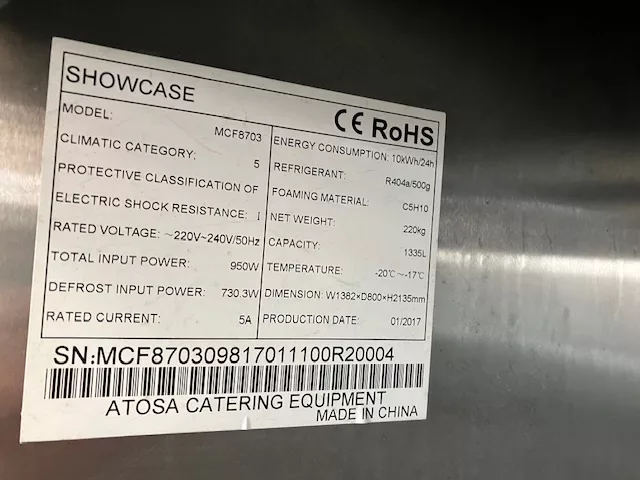 SHOWCASE
CE RoHS
MODEL: MCF8703
CLIMATIC CATEGORY: 5
PROTECTIVE CLASSIFICATION OF
ELECTRIC SHOCK RESISTANCE: I
RATED VOLTAGE: ~220V~240V/50Hz
TOTAL INPUT POWER: 950W
DEFROST INPUT POWER: 730.3W
RATED CURRENT: 5A
ENERGY CONSUMPTION: 10kWh/24h
REFRIGERANT: R404a/500g
FOAMING MATERIAL: C5H10
NET WEIGHT: 220kg
CAPACITY: 1335L
TEMPERATURE: -20℃~-17℃
DIMENSION: W1382×D800×H2135mm
PRODUCTION DATE: 01/2017
SN:MCF870309817011100R20004
ATOSA CATERING EQUIPMENT
MADE IN CHINA